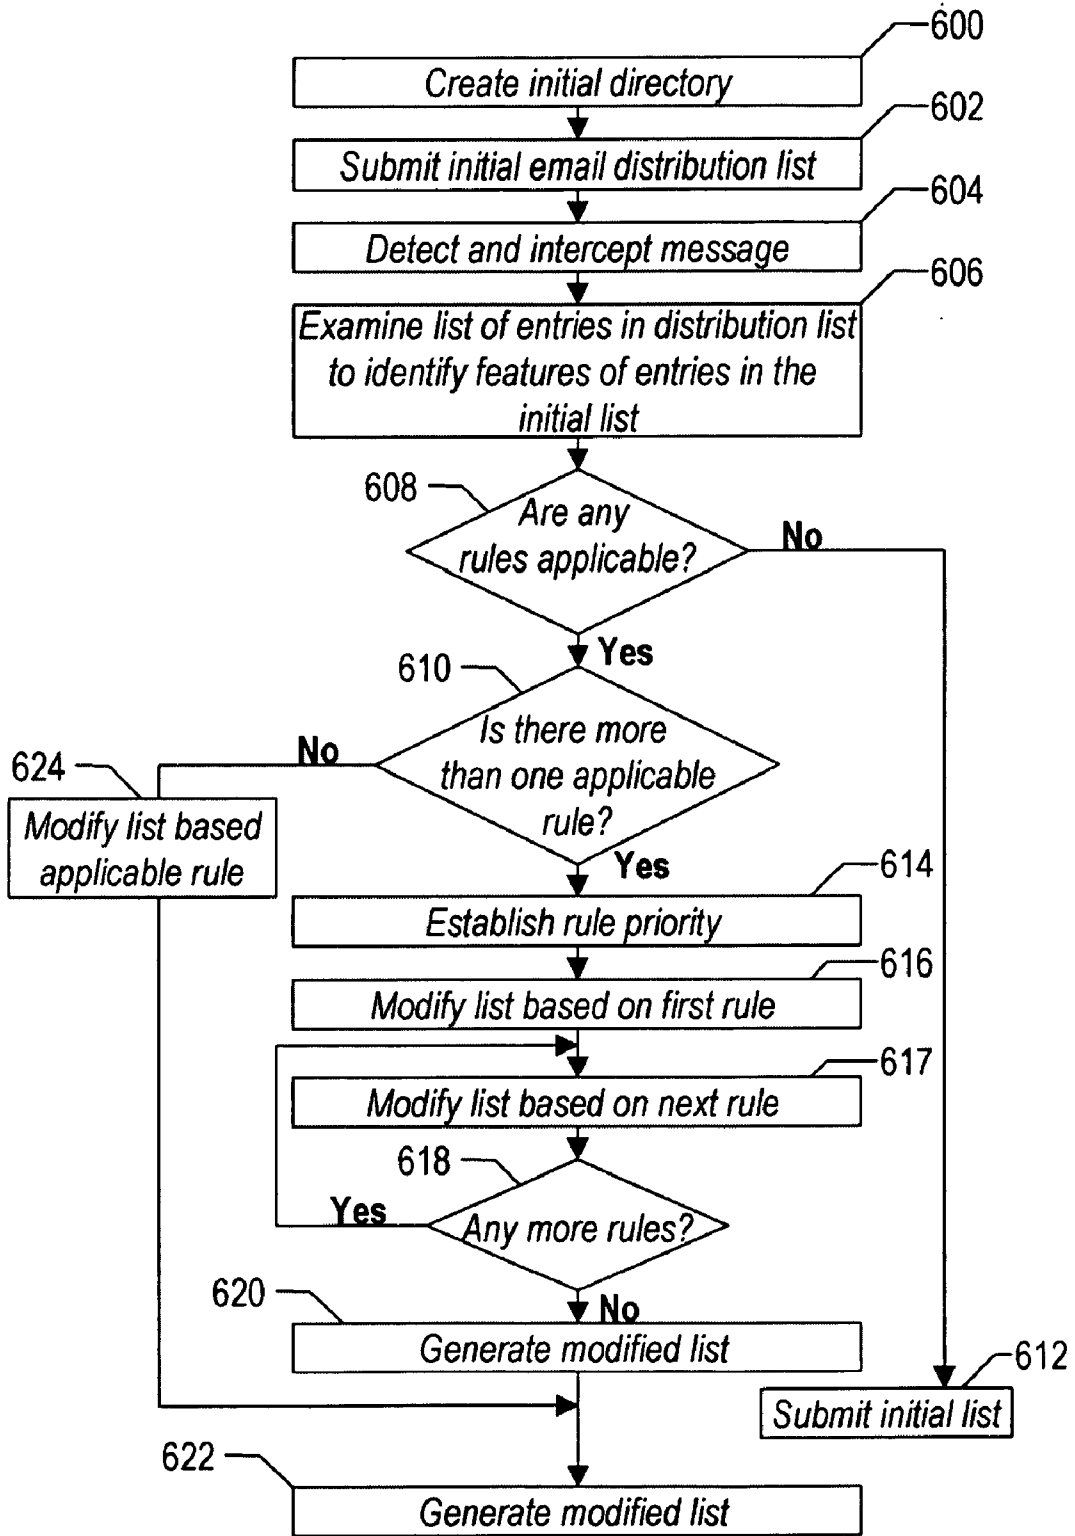 600
Create initial directory
602
Submit initial email distribution list
604
Detect and intercept message
606
Examine list of entries in distribution list
to identify features of entries in the
initial list
608
Are any
rules applicable?
No
Yes
610
Is there more
than one applicable
rule?
No
624
Modify list based
applicable rule
Yes
614
Establish rule priority
616
Modify list based on first rule
617
Modify list based on next rule
618
Any more rules?
Yes
No
620
Generate modified list
612
Submit initial list
622
Generate modified list